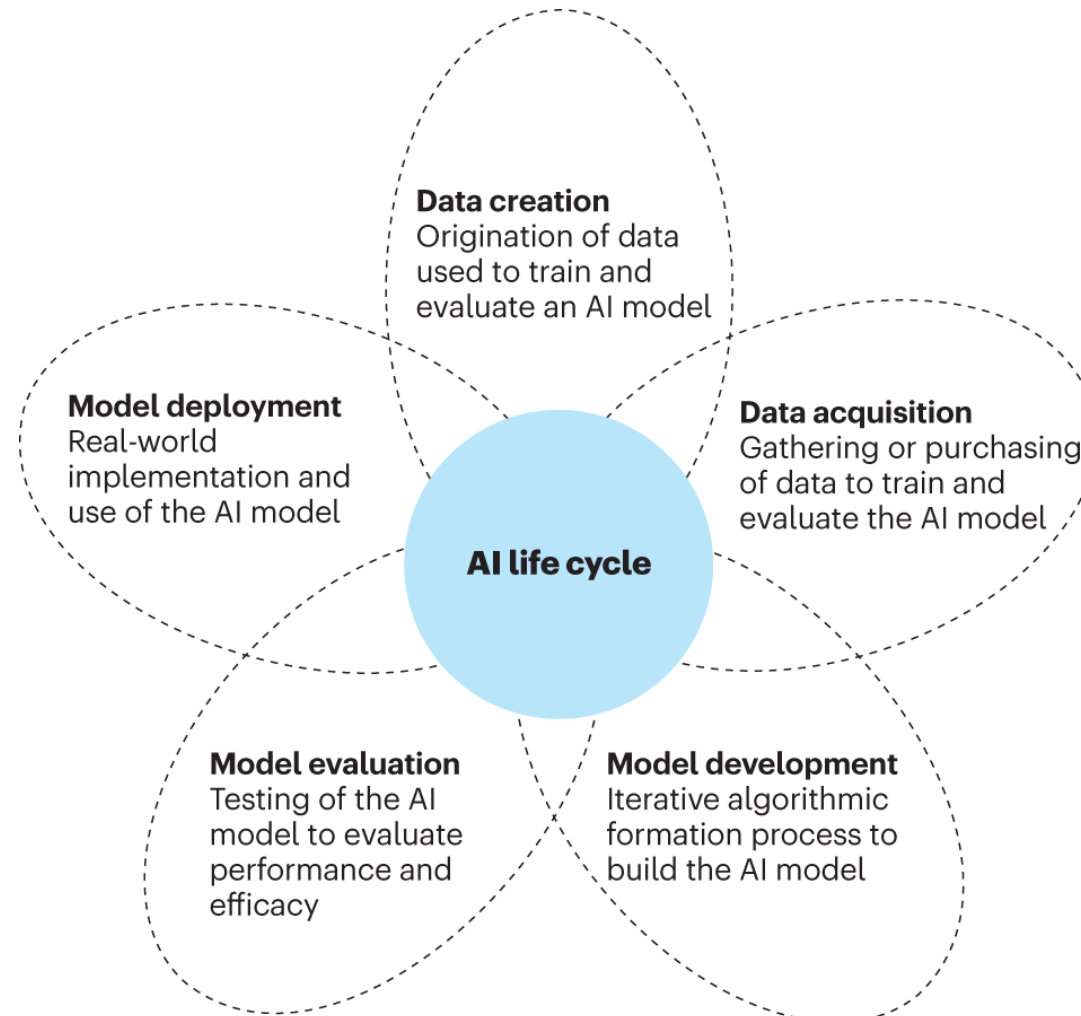 Data creation
Origination of data
used to train and
evaluate an AI model
Data acquisition
Gathering or purchasing
of data to train and
evaluate the AI model
Model development
Iterative algorithmic
formation process to
build the AI model
Model evaluation
Testing of the AI
model to evaluate
performance and
efficacy
Model deployment
Real-world
implementation and
use of the AI model
AI life cycle